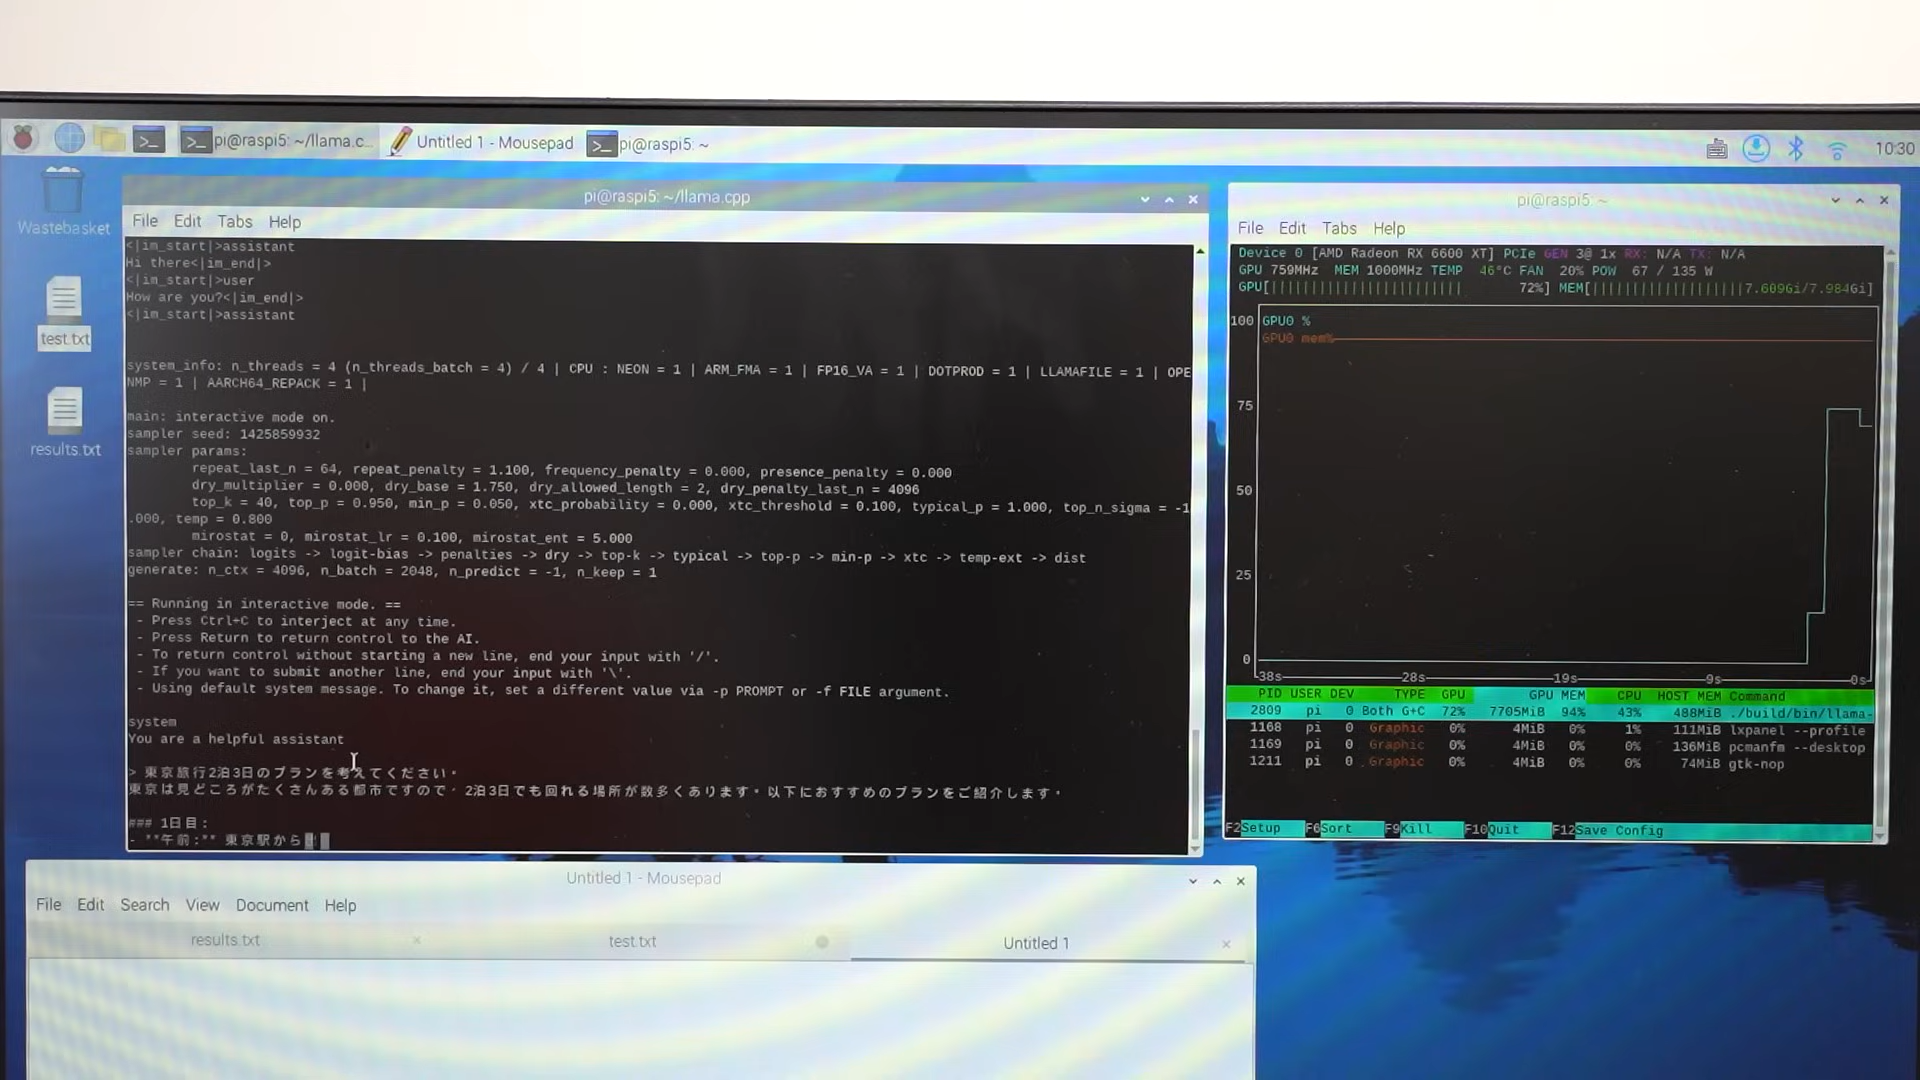 pi@raspi5: ~/llama.c...
Untitled 1 - Mousepad
pi@raspi5: ~
10:30
Wastebasket
test.txt
results.txt
pi@raspi5: ~/llama.cpp
File Edit Tabs Help
<|im_start|>assistant
Hi there<|im_end|>
<|im_start|>user
How are you?<|im_end|>
<|im_start|>assistant
system_info: n_threads = 4 (n_threads_batch = 4) / 4 | CPU : NEON = 1 | ARM_FMA = 1 | FP16_VA = 1 | DOTPROD = 1 | LLAMAFILE = 1 | OPE
NMP = 1 | AARCH64_REPACK = 1 |
main: interactive mode on.
sampler seed: 1425859932
sampler params:
repeat_last_n = 64, repeat_penalty = 1.100, frequency_penalty = 0.000, presence_penalty = 0.000
dry_multiplier = 0.000, dry_base = 1.750, dry_allowed_length = 2, dry_penalty_last_n = 4096
top_k = 40, top_p = 0.950, min_p = 0.050, xtc_probability = 0.000, xtc_threshold = 0.100, typical_p = 1.000, top_n_sigma = -1
.000, temp = 0.800
mirostat = 0, mirostat_lr = 0.100, mirostat_ent = 5.000
sampler chain: logits -> logit-bias -> penalties -> dry -> top-k -> typical -> top-p -> min-p -> xtc -> temp-ext -> dist
generate: n_ctx = 4096, n_batch = 2048, n_predict = -1, n_keep = 1
== Running in interactive mode. ==
- Press Ctrl+C to interject at any time.
- Press Return to return control to the AI.
- To return control without starting a new line, end your input with '/'.
- If you want to submit another line, end your input with '\'.
- Using default system message. To change it, set a different value via -p PROMPT or -f FILE argument.
system
You are a helpful assistant
> 東京旅行2泊3日のプランを考えてください。
東京は見どころがたくさんある都市ですので、2泊3日でも回れる場所が数多くあります。以下におすすめのプランをご紹介します。
### 1日目:
- **午前:** 東京駅から
pi@raspi5: ~
File Edit Tabs Help
Device 0 [AMD Radeon RX 6600 XT] PCIe GEN 3@ 1x RX: N/A TX: N/A
GPU 759MHz MEM 1000MHz TEMP 46°C FAN 20% POW 67 / 135 W
GPU[||||||||||||||||||||||| 72%] MEM[|||||||||||||||||||7.609Gi/7.984Gi]
100
GPU0 %
GPU0 mem%
75
50
25
0
38s 28s 19s 9s 0s
PID USER DEV TYPE GPU GPU MEM CPU HOST MEM Command
2809 pi 0 Both G+C 72% 7705MiB 94% 43% 488MiB ./build/bin/llama-
1168 pi 0 Graphic 0% 4MiB 0% 1% 111MiB lxpanel --profile
1169 pi 0 Graphic 0% 4MiB 0% 0% 136MiB pcmanfm --desktop
1211 pi 0 Graphic 0% 4MiB 0% 0% 74MiB gtk-nop
F2Setup F6Sort F9Kill F10Quit F12Save Config
Untitled 1 - Mousepad
File Edit Search View Document Help
results.txt
test.txt
Untitled 1